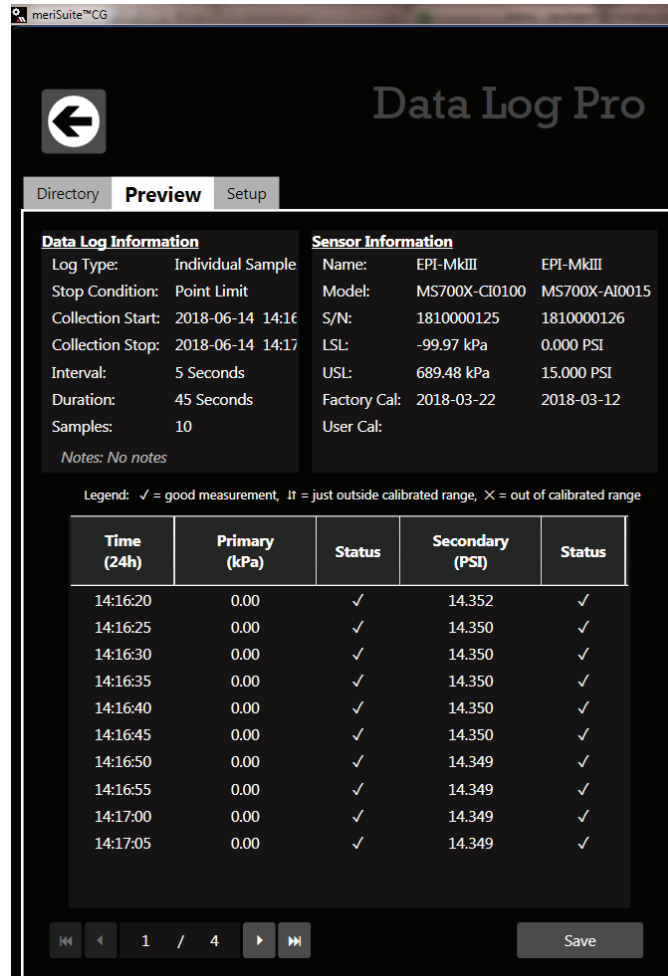 meriSuite™CG
Data Log Pro
Directory Preview Setup
Data Log Information
Log Type: Individual Sample
Stop Condition: Point Limit
Collection Start: 2018-06-14 14:16
Collection Stop: 2018-06-14 14:17
Interval: 5 Seconds
Duration: 45 Seconds
Samples: 10
Notes: No notes
Sensor Information
Name: EPI-MkIII EPI-MkIII
Model: MS700X-CI0100 MS700X-AI0015
S/N: 1810000125 1810000126
LSL: -99.97 kPa 0.000 PSI
USL: 689.48 kPa 15.000 PSI
Factory Cal: 2018-03-22 2018-03-12
User Cal:
Legend: ✓ = good measurement, ↓↑ = just outside calibrated range, ✕ = out of calibrated range
Time (24h) Primary (kPa) Status Secondary (PSI) Status
14:16:20 0.00 ✓ 14.352 ✓
14:16:25 0.00 ✓ 14.350 ✓
14:16:30 0.00 ✓ 14.350 ✓
14:16:35 0.00 ✓ 14.350 ✓
14:16:40 0.00 ✓ 14.350 ✓
14:16:45 0.00 ✓ 14.350 ✓
14:16:50 0.00 ✓ 14.349 ✓
14:16:55 0.00 ✓ 14.349 ✓
14:17:00 0.00 ✓ 14.349 ✓
14:17:05 0.00 ✓ 14.349 ✓
1 / 4
Save